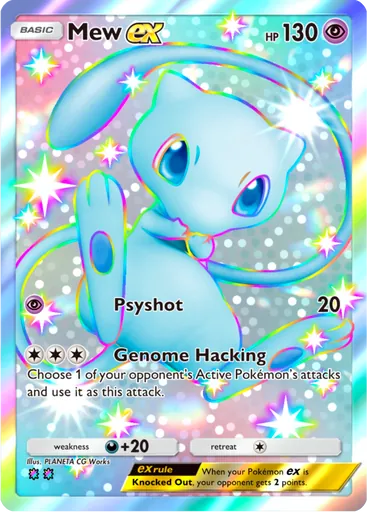 BASIC Mew ex HP 130
Psyshot 20
Genome Hacking
Choose 1 of your opponent's Active Pokémon's attacks
and use it as this attack.
weakness +20 retreat
Illus. PLANETA CG Works
ex rule When your Pokémon ex is
Knocked Out, your opponent gets 2 points.